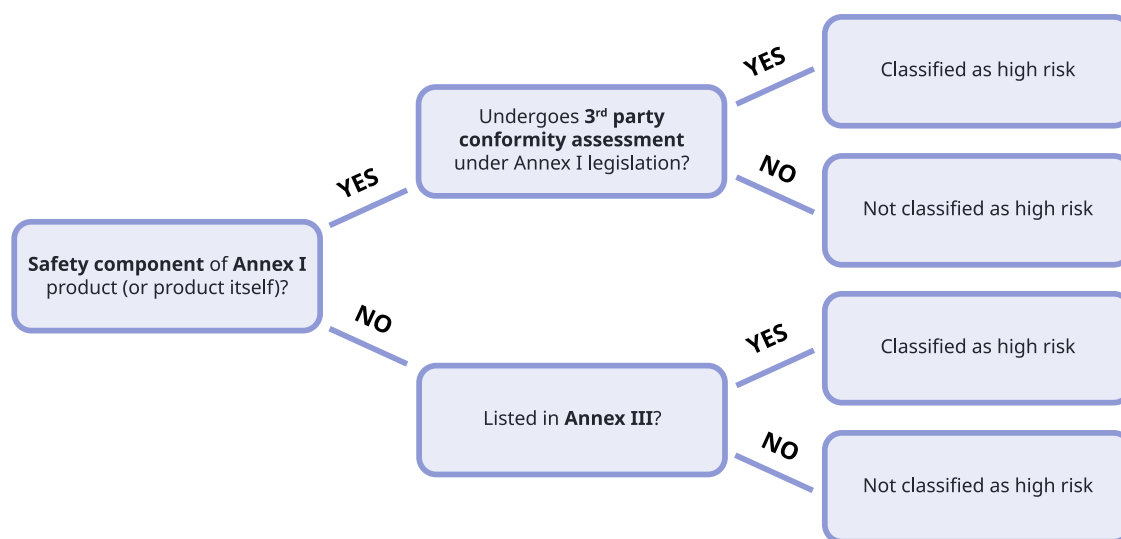 Safety component of Annex I
product (or product itself)?
YES
NO
Undergoes 3rd party
conformity assessment
under Annex I legislation?
YES
NO
Classified as high risk
Not classified as high risk
Listed in Annex III?
YES
NO
Classified as high risk
Not classified as high risk